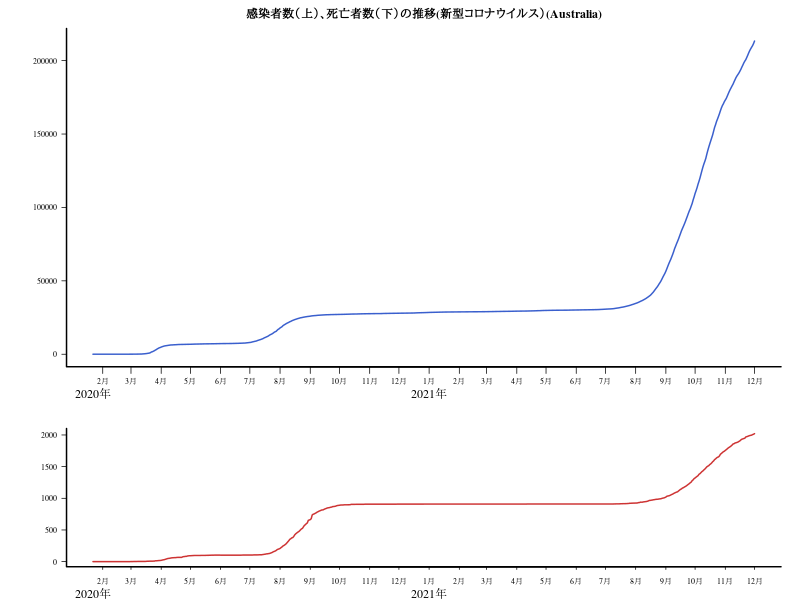 感染者数（上）、死亡者数（下）の推移(新型コロナウイルス）(Australia)
200000
150000
100000
50000
0
2月 3月 4月 5月 6月 7月 8月 9月 10月 11月 12月 1月 2月 3月 4月 5月 6月 7月 8月 9月 10月 11月 12月
2020年 2021年
2000
1500
1000
500
0
2月 3月 4月 5月 6月 7月 8月 9月 10月 11月 12月 1月 2月 3月 4月 5月 6月 7月 8月 9月 10月 11月 12月
2020年 2021年